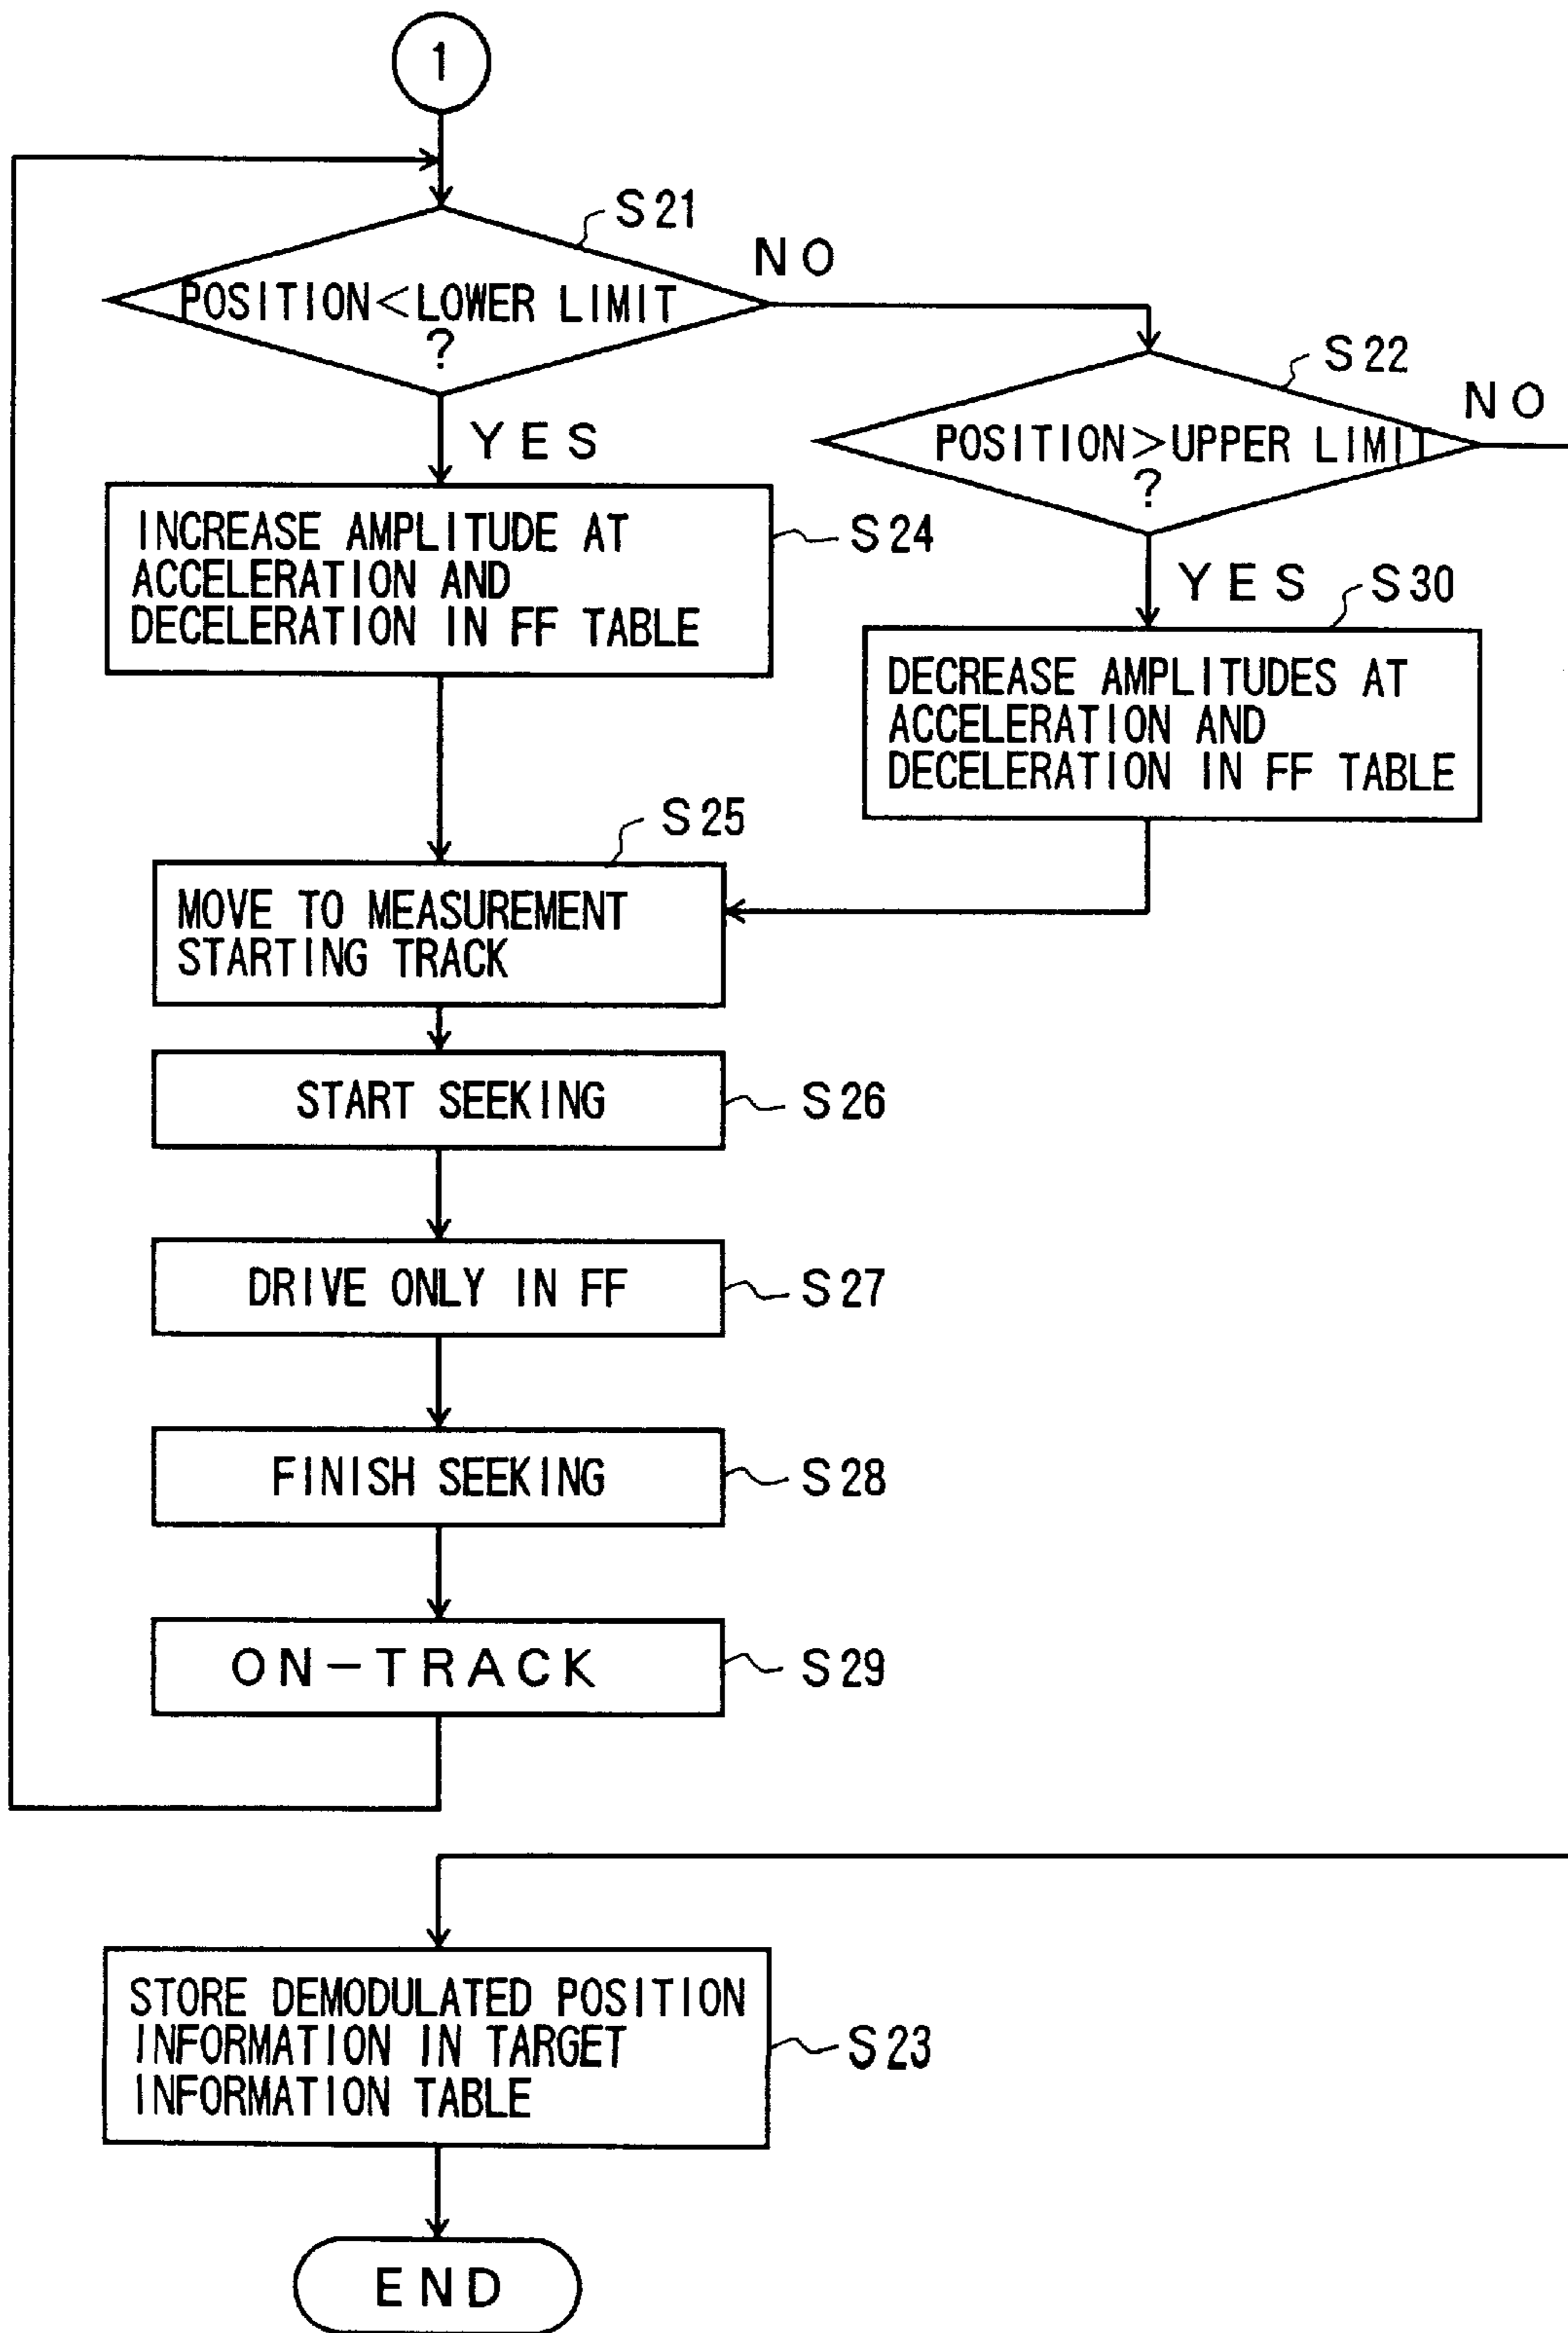 1
S21
NO
POSITION<LOWER LIMIT
?
S22
NO
YES
POSITION>UPPER LIMIT
?
INCREASE AMPLITUDE AT
ACCELERATION AND
DECELERATION IN FF TABLE
S24
YES
S30
DECREASE AMPLITUDES AT
ACCELERATION AND
DECELERATION IN FF TABLE
S25
MOVE TO MEASUREMENT
STARTING TRACK
START SEEKING
S26
DRIVE ONLY IN FF
S27
FINISH SEEKING
S28
ON-TRACK
S29
STORE DEMODULATED POSITION
INFORMATION IN TARGET
INFORMATION TABLE
S23
END